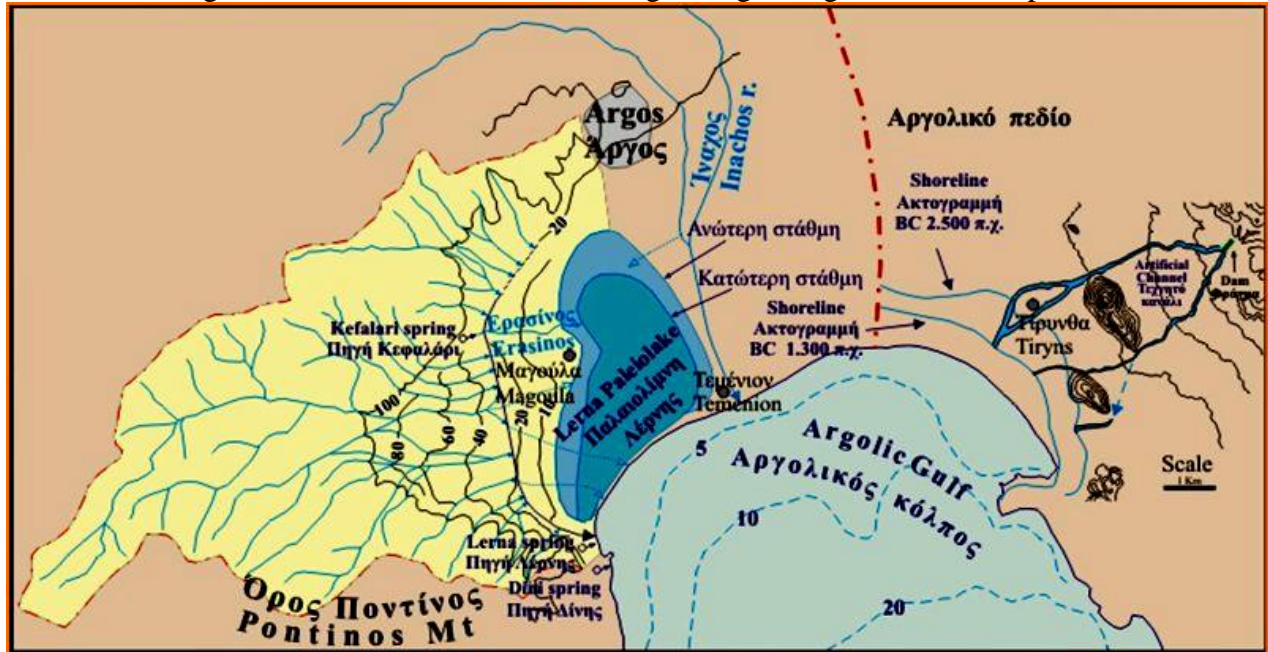 Argos
Άργος
Ίναχος
Inachos r.
Αργολικό πεδίο
Shoreline
Ακτογραμμή
BC 2.500 π.χ.
Ανώτερη στάθμη
Κατώτερη στάθμη
Shoreline
Ακτογραμμή
BC 1.300 π.χ.
Artificial
Channel
Τεχνητό
κανάλι
Dam
Φράγμα
Τίρυνθα
Tiryns
20
Kefalari spring
Πηγή Κεφαλάρι
Ερασίνος
Erasinos
Μαγούλα
Magoula
Lerna Paleiolake
Παλαιολίμνη
Λέρνης
Τεμένιον
Temenion
100
80
60
40
20
10
5
10
20
Argolic Gulf
Αργολικός κόλπος
Scale
1 Km
Lerna spring
Πηγή Λέρνης
Dini spring
Πηγή Δίνης
Όρος Ποντίνος
Pontinos Mt